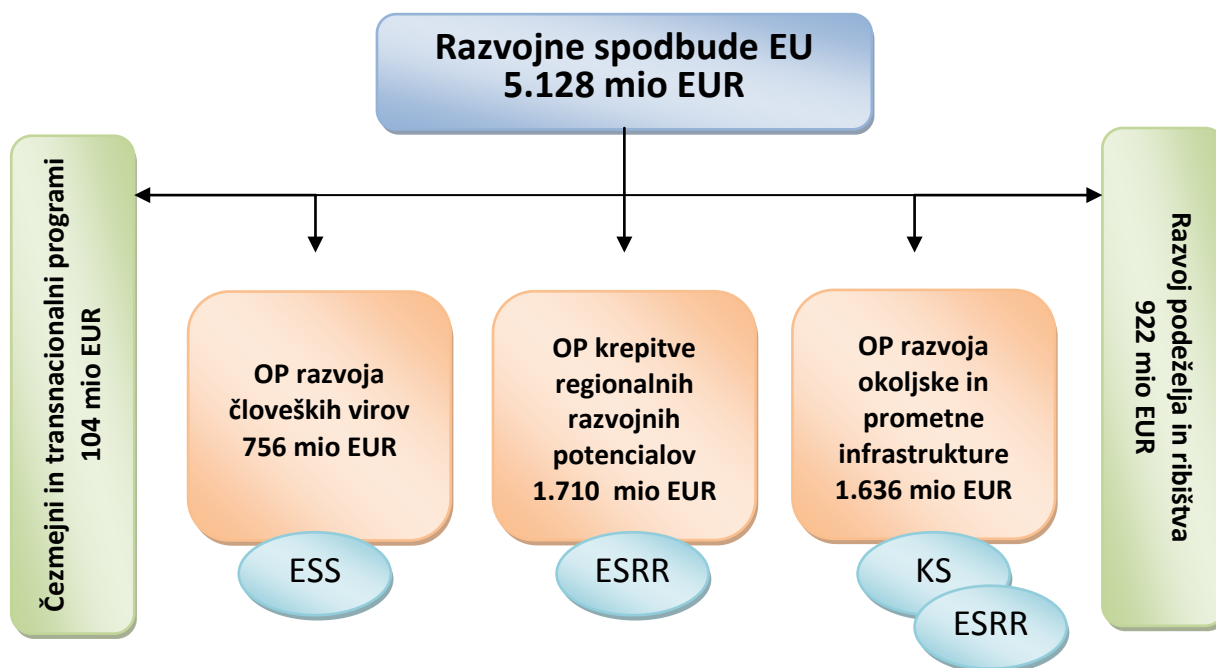 Razvojne spodbude EU
5.128 mio EUR
Čezmejni in transnacionalni programi
104 mio EUR
OP razvoja
človeških virov
756 mio EUR
ESS
OP krepitve
regionalnih
razvojnih
potencialov
1.710 mio EUR
ESRR
OP razvoja
okoljske in
prometne
infrastrukture
1.636 mio EUR
KS
ESRR
Razvoj podeželja in ribištva
922 mio EUR